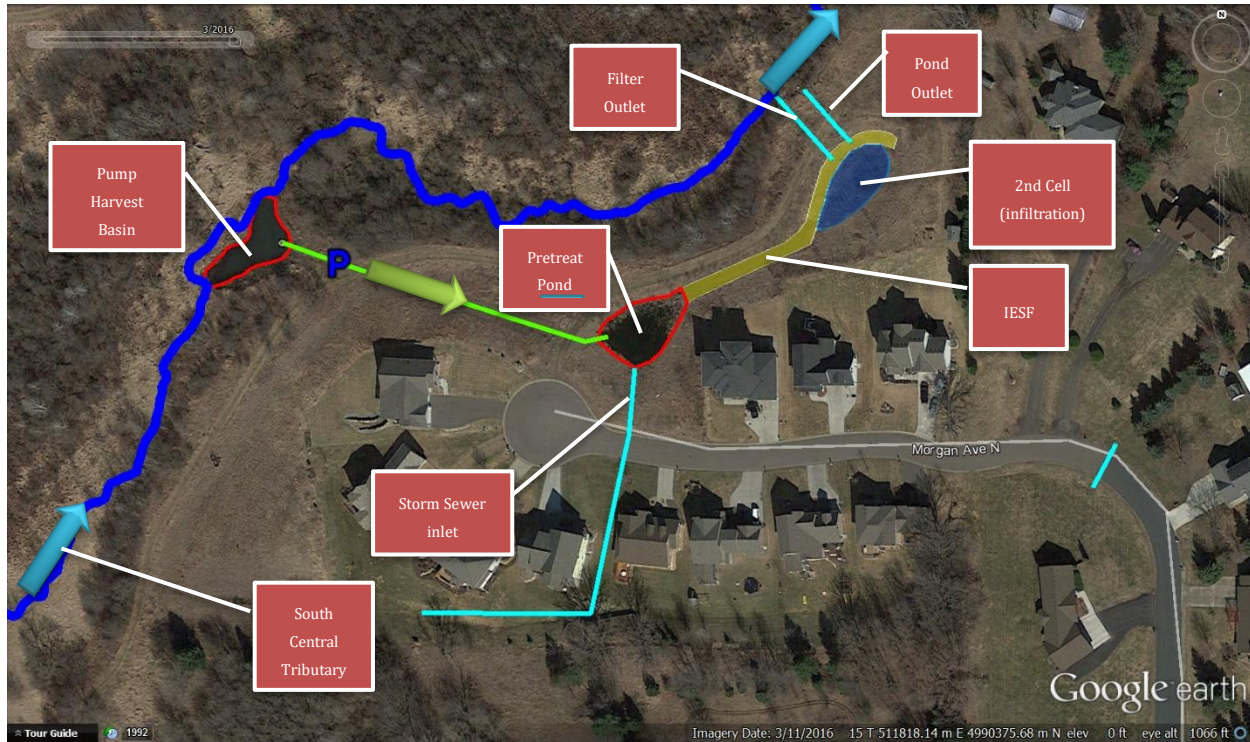 3/2016
N
Filter
Outlet
Pond
Outlet
Pump
Harvest
Basin
2nd Cell
(infiltration)
P
Pretreat
Pond
IESF
Morgan Ave N
Storm Sewer
inlet
South
Central
Tributary
Google earth
Tour Guide
1992
Imagery Date: 3/11/2016 15 T 511818.14 m E 4990375.68 m N elev 0 ft eye alt 1066 ft